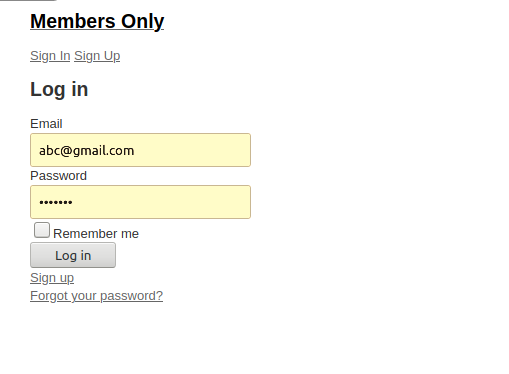 Members Only
Sign In Sign Up
Log in
Email
abc@gmail.com
Password
•••••••
Remember me
Log in
Sign up
Forgot your password?